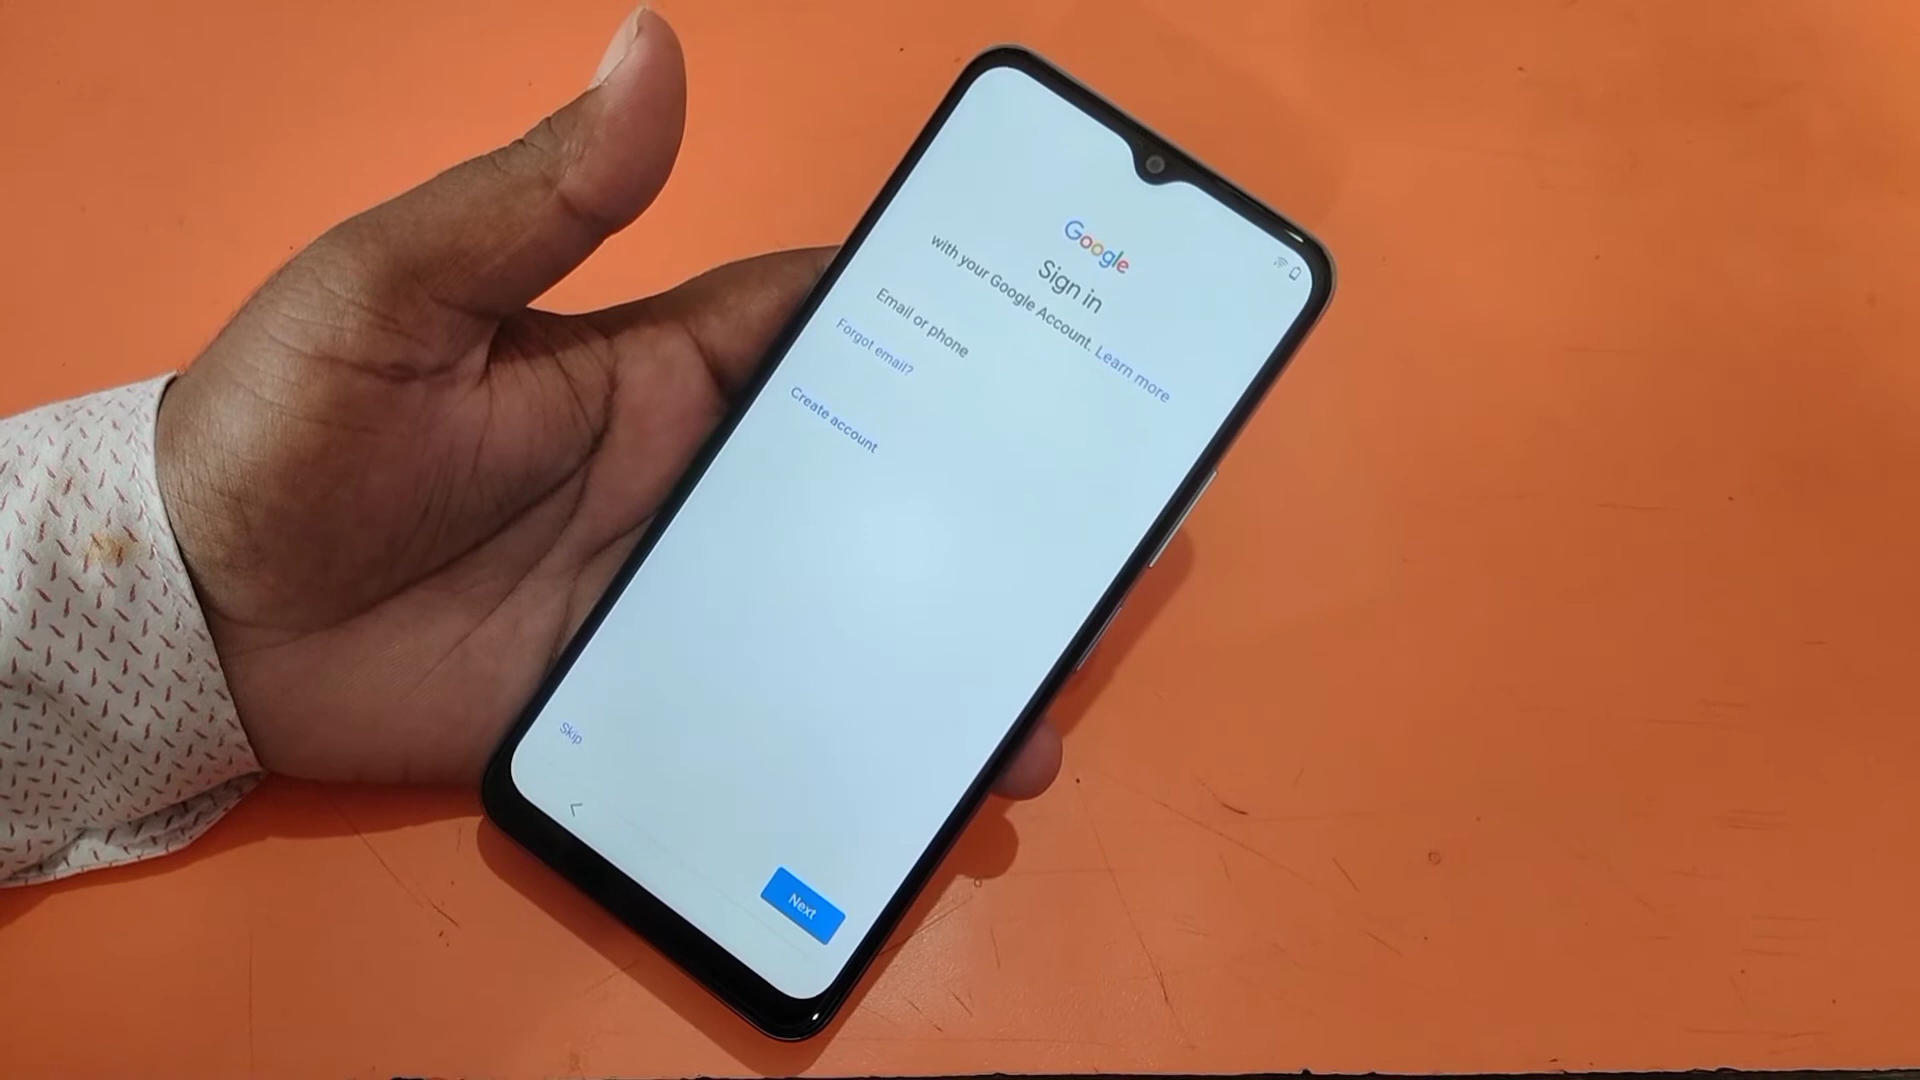 Google
Sign in
with your Google Account. Learn more
Email or phone
Forgot email?
Create account
Skip
Next